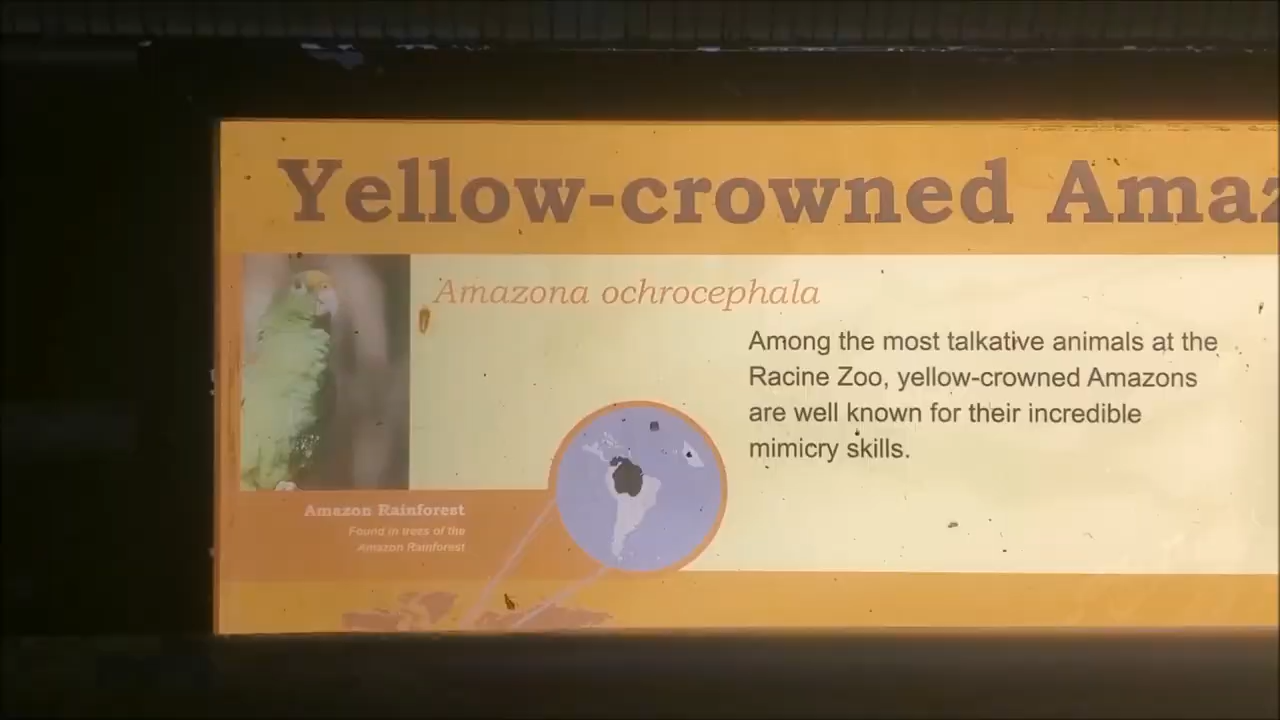 Yellow-crowned Amaz
Amazona ochrocephala
Among the most talkative animals at the
Racine Zoo, yellow-crowned Amazons
are well known for their incredible
mimicry skills.
Amazon Rainforest
Found in trees of the
Amazon Rainforest